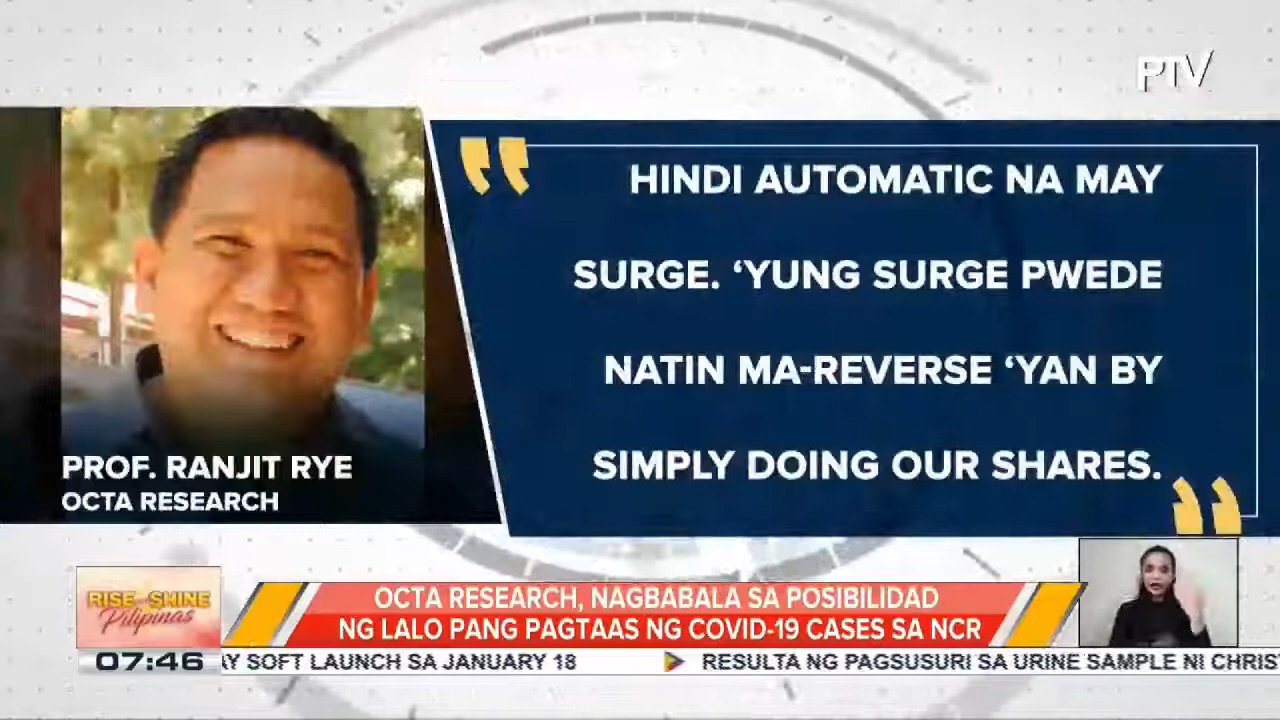 PTV
HINDI AUTOMATIC NA MAY
SURGE. ‘YUNG SURGE PWEDE
NATIN MA-REVERSE ‘YAN BY
SIMPLY DOING OUR SHARES.
PROF. RANJIT RYE
OCTA RESEARCH
RISE AND SHINE
Pilipinas
OCTA RESEARCH, NAGBABALA SA POSIBILIDAD
NG LALO PANG PAGTAAS NG COVID-19 CASES SA NCR
07:46
AY SOFT LAUNCH SA JANUARY 18 RESULTA NG PAGSUSURI SA URINE SAMPLE NI CHRIST